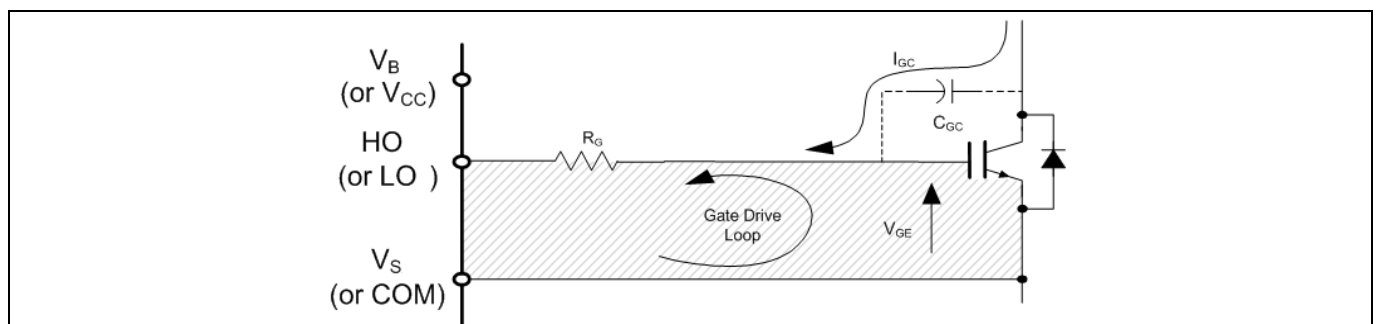 V_B
(or V_CC)
HO
(or LO )
V_S
(or COM)
R_G
I_GC
C_GC
Gate Drive
Loop
V_GE